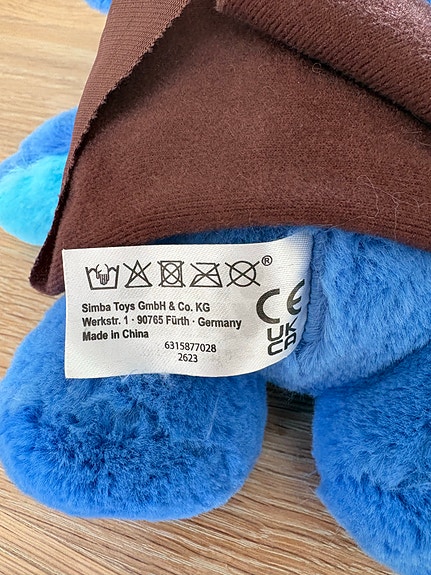 ®
Simba Toys GmbH & Co. KG
Werkstr. 1 · 90765 Fürth · Germany
Made in China
6315877028
2623
CE
UK
CA